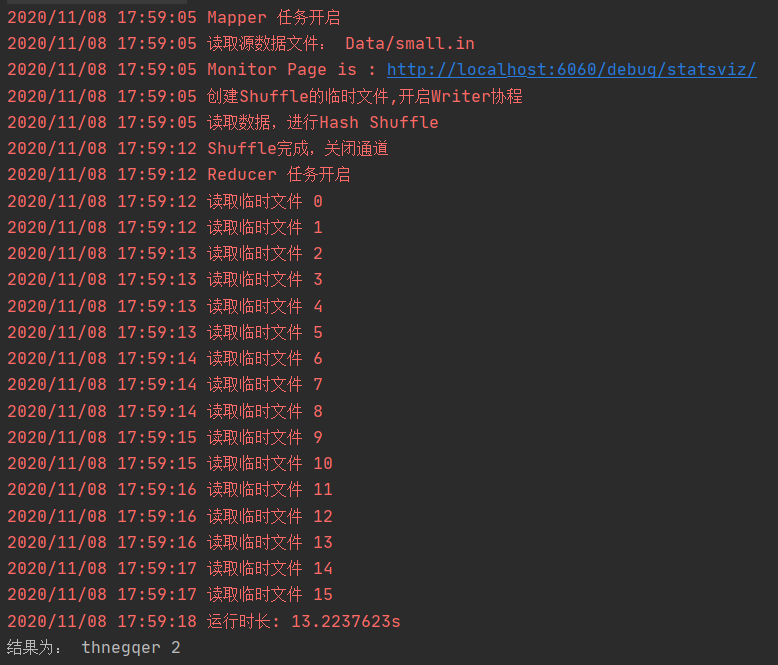 2020/11/08 17:59:05 Mapper 任务开启
2020/11/08 17:59:05 读取源数据文件： Data/small.in
2020/11/08 17:59:05 Monitor Page is : http://localhost:6060/debug/statsviz/
2020/11/08 17:59:05 创建Shuffle的临时文件,开启Writer协程
2020/11/08 17:59:05 读取数据，进行Hash Shuffle
2020/11/08 17:59:12 Shuffle完成，关闭通道
2020/11/08 17:59:12 Reducer 任务开启
2020/11/08 17:59:12 读取临时文件 0
2020/11/08 17:59:12 读取临时文件 1
2020/11/08 17:59:13 读取临时文件 2
2020/11/08 17:59:13 读取临时文件 3
2020/11/08 17:59:13 读取临时文件 4
2020/11/08 17:59:13 读取临时文件 5
2020/11/08 17:59:14 读取临时文件 6
2020/11/08 17:59:14 读取临时文件 7
2020/11/08 17:59:14 读取临时文件 8
2020/11/08 17:59:15 读取临时文件 9
2020/11/08 17:59:15 读取临时文件 10
2020/11/08 17:59:16 读取临时文件 11
2020/11/08 17:59:16 读取临时文件 12
2020/11/08 17:59:16 读取临时文件 13
2020/11/08 17:59:17 读取临时文件 14
2020/11/08 17:59:17 读取临时文件 15
2020/11/08 17:59:18 运行时长: 13.2237623s
结果为： thnegqer 2